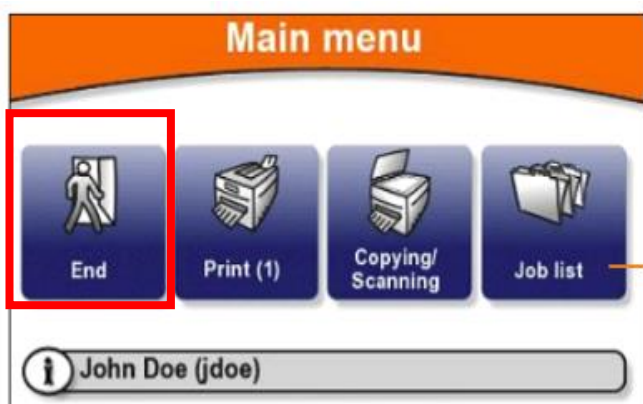 Main menu
End
Print (1)
Copying/
Scanning
Job list
i John Doe (jdoe)